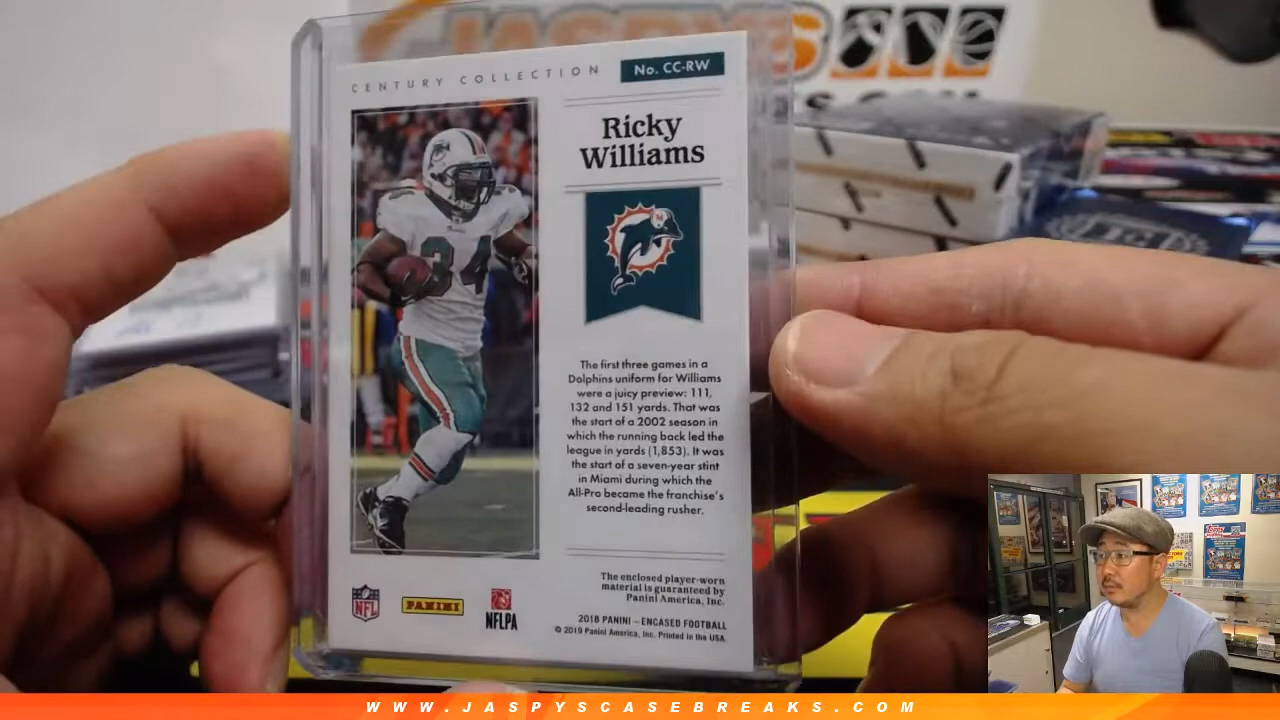 JASPYS
CENTURY COLLECTION
No. CC-RW
Ricky
Williams
34
The first three games in a
Dolphins uniform for Williams
were a juicy preview: 111,
132 and 151 yards. That was
the start of a 2002 season in
which the running back led the
league in yards (1,853). It was
the start of a seven-year stint
in Miami during which the
All-Pro became the franchise's
second-leading rusher.
The enclosed player-worn
material is guaranteed by
Panini America, Inc.
NFL
PANINI
NFLPA
2018 PANINI – ENCASED FOOTBALL
© 2019 Panini America, Inc. Printed in the USA.
WWW.JASPYSCASEBREAKS.COM